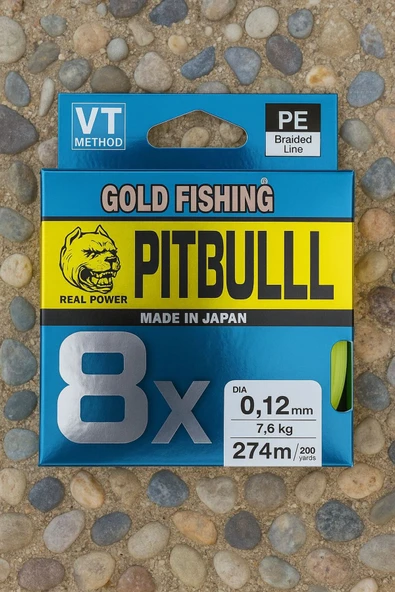 VT
METHOD
PE
Braided
Line
GOLD FISHING®
PITBULLL
REAL POWER
MADE IN JAPAN
8x
DIA
0,12mm
7,6 kg
274m/200
yards